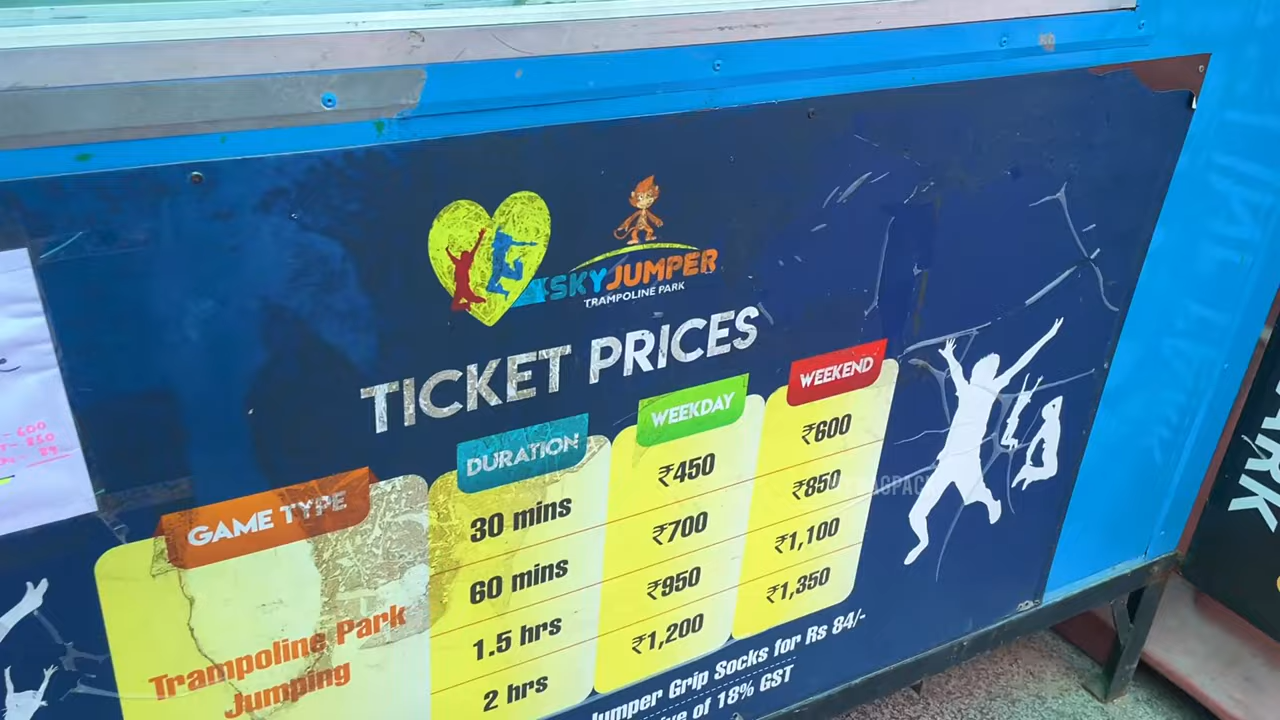 SKYJUMPER
TRAMPOLINE PARK
TICKET PRICES
GAME TYPE DURATION WEEKDAY WEEKEND
Trampoline Park
Jumping
30 mins ₹450 ₹600
60 mins ₹700 ₹850
1.5 hrs ₹950 ₹1,100
2 hrs ₹1,200 ₹1,350
Jumper Grip Socks for Rs 84/-
of 18% GST